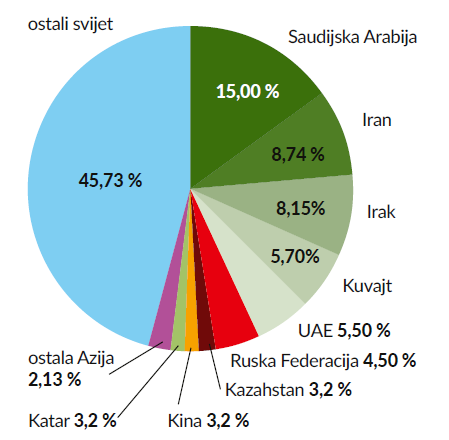 ostali svijet
Saudijska Arabija
15,00 %
Iran
8,74 %
45,73 %
8,15%
Irak
5,70%
Kuvajt
UAE 5,50 %
ostala Azija
2,13 %
Ruska Federacija 4,50 %
Kazahstan 3,2 %
Katar 3,2 %
Kina 3,2 %